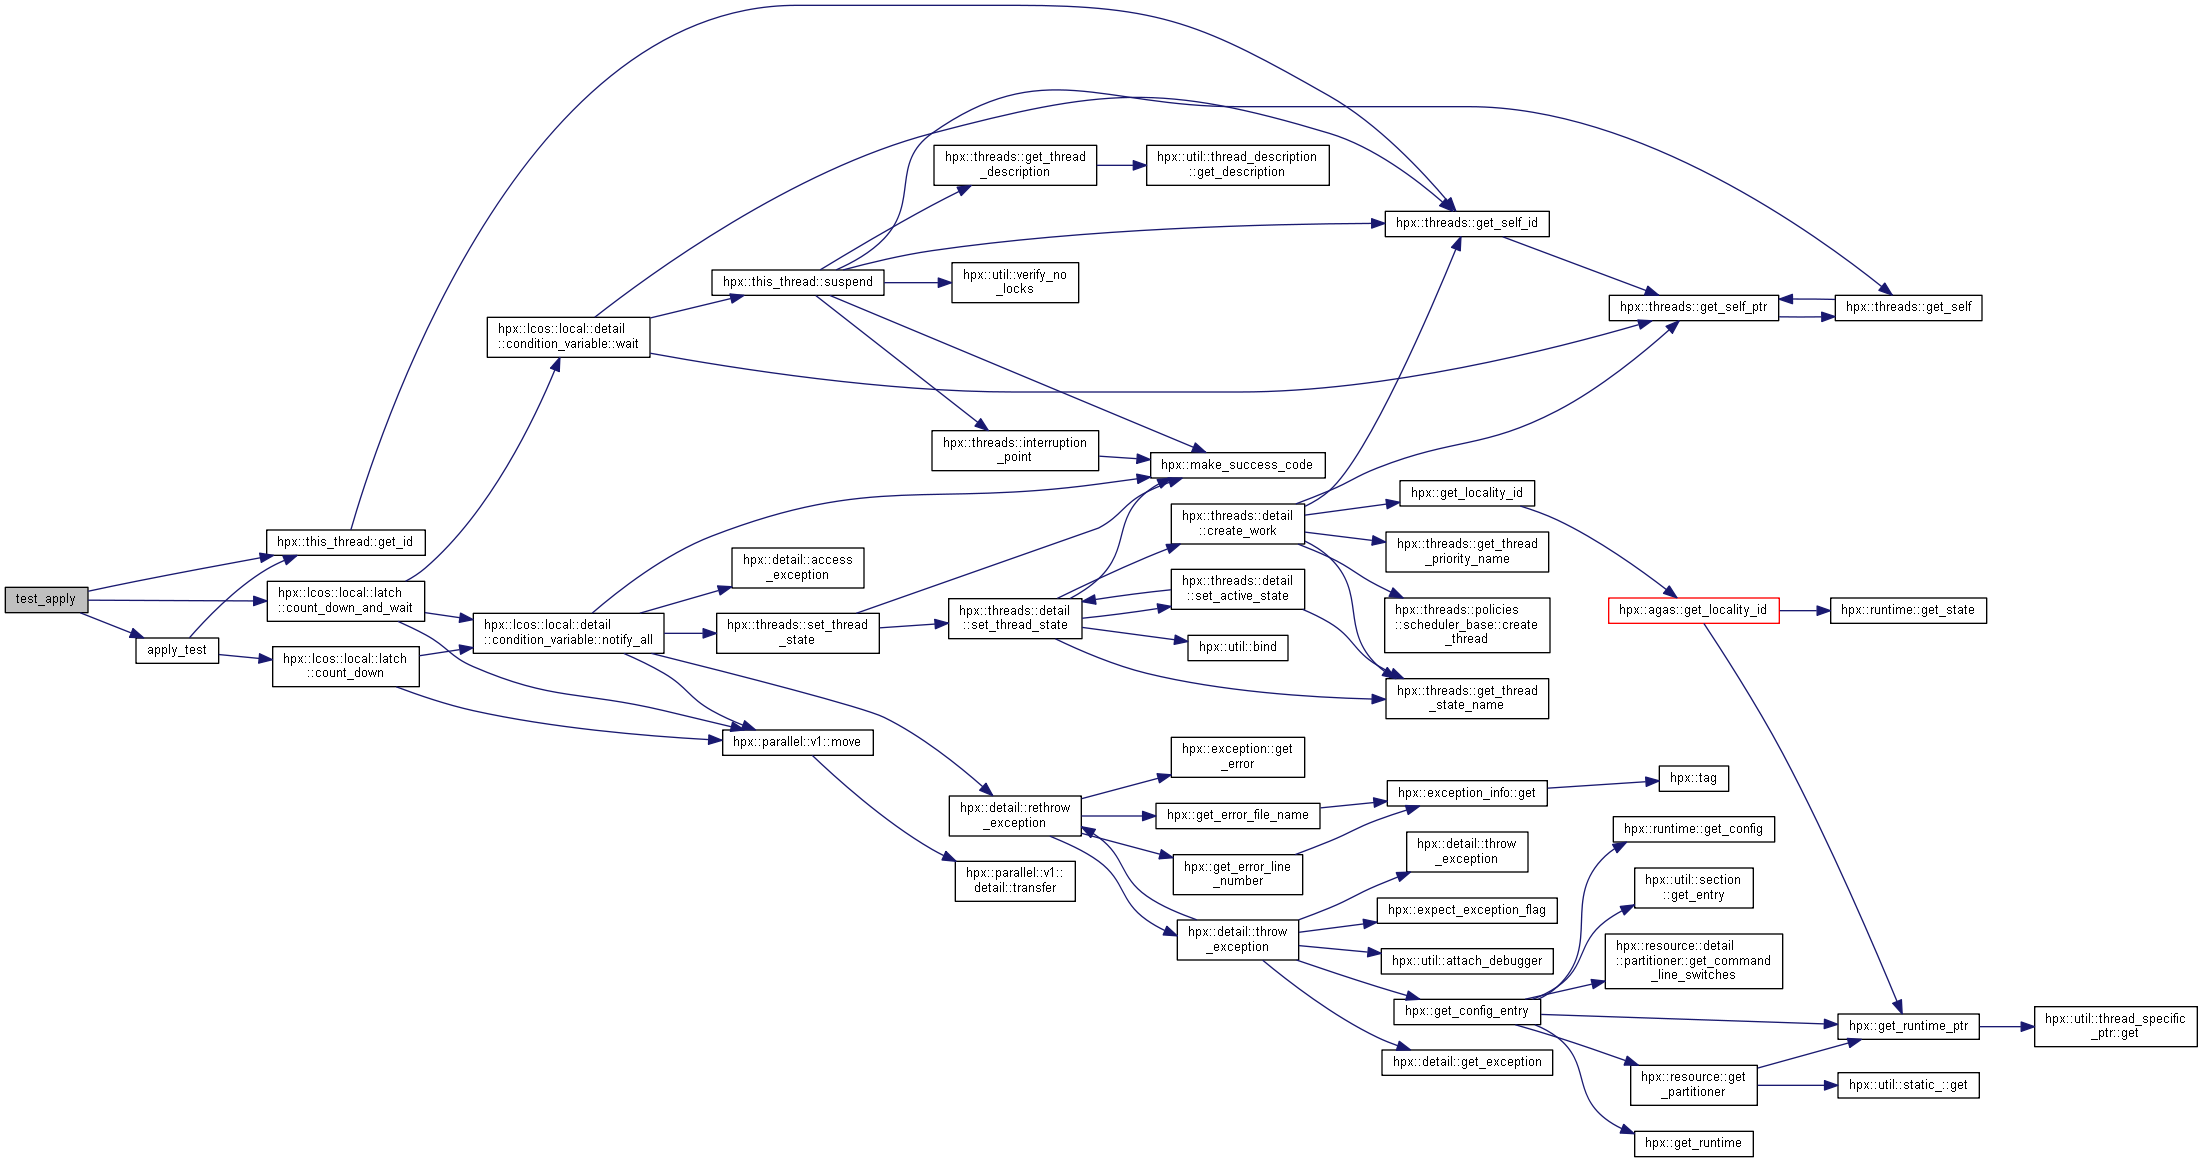 test_apply
hpx::this_thread::get_id
hpx::lcos::local::latch
::count_down_and_wait
apply_test
hpx::lcos::local::latch
::count_down
hpx::lcos::local::detail
::condition_variable::wait
hpx::lcos::local::detail
::condition_variable::notify_all
hpx::this_thread::suspend
hpx::detail::access
_exception
hpx::threads::set_thread
_state
hpx::parallel::v1::move
hpx::threads::get_thread
_description
hpx::util::verify_no
_locks
hpx::threads::interruption
_point
hpx::threads::detail
::set_thread_state
hpx::detail::rethrow
_exception
hpx::parallel::v1::
detail::transfer
hpx::util::thread_description
::get_description
hpx::make_success_code
hpx::threads::detail
::create_work
hpx::threads::detail
::set_active_state
hpx::util::bind
hpx::exception::get
_error
hpx::get_error_file_name
hpx::get_error_line
_number
hpx::detail::throw
_exception
hpx::threads::get_self_id
hpx::get_locality_id
hpx::threads::get_thread
_priority_name
hpx::threads::policies
::scheduler_base::create
_thread
hpx::threads::get_thread
_state_name
hpx::exception_info::get
hpx::detail::throw
_exception
hpx::expect_exception_flag
hpx::util::attach_debugger
hpx::get_config_entry
hpx::detail::get_exception
hpx::threads::get_self_ptr
hpx::agas::get_locality_id
hpx::tag
hpx::runtime::get_config
hpx::util::section
::get_entry
hpx::resource::detail
::partitioner::get_command
_line_switches
hpx::resource::get
_partitioner
hpx::get_runtime
hpx::threads::get_self
hpx::runtime::get_state
hpx::get_runtime_ptr
hpx::util::static_::get
hpx::util::thread_specific
_ptr::get